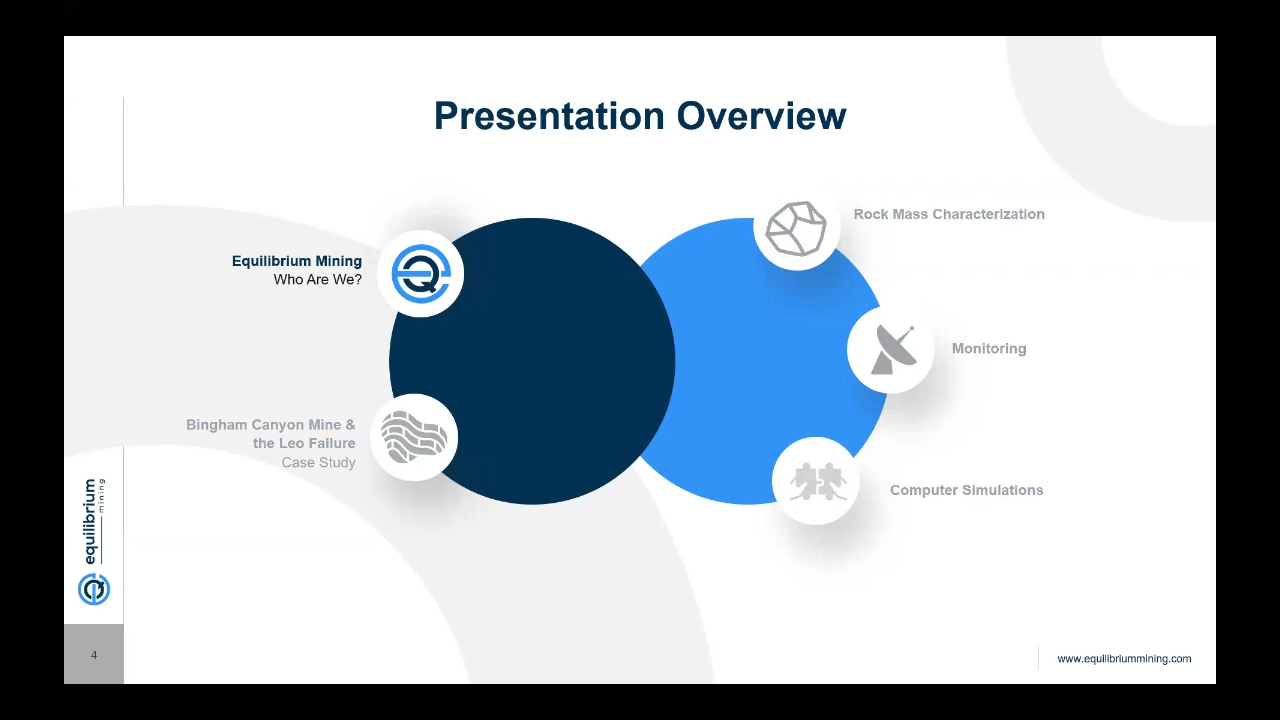 Presentation Overview
Equilibrium Mining
Who Are We?
Bingham Canyon Mine &
the Leo Failure
Case Study
Rock Mass Characterization
Monitoring
Computer Simulations
equilibrium
mining
4
www.equilibriummining.com